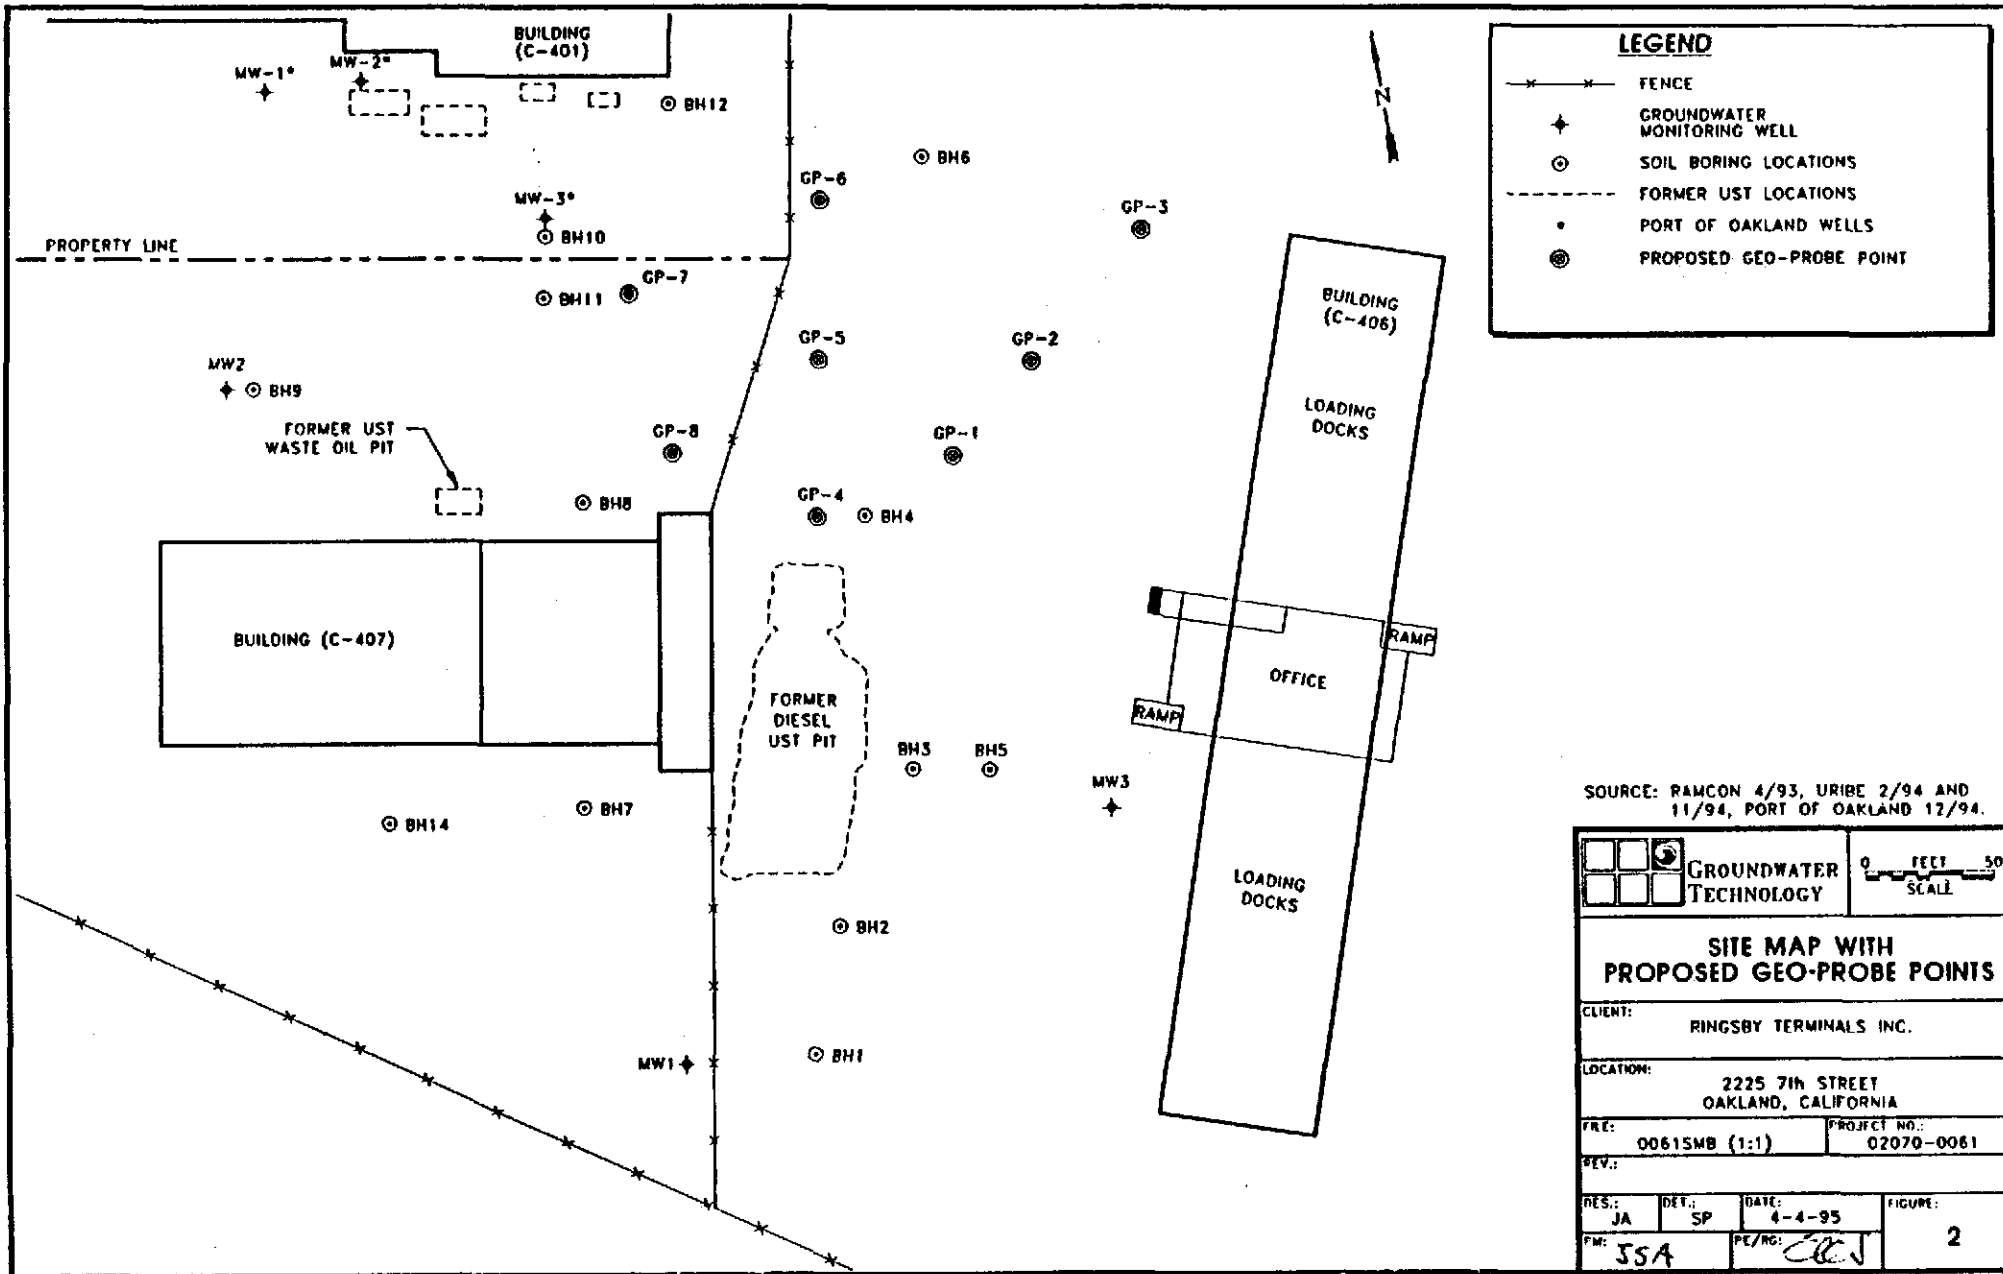 BUILDING
(C-401)
MW-1*
MW-2*
BH12
MW-3*
BH10
PROPERTY LINE
BH11
GP-7
GP-6
BH6
GP-3
GP-5
GP-2
MW2
BH9
FORMER UST
WASTE OIL PIT
GP-8
GP-1
BH8
GP-4
BH4
BUILDING (C-407)
FORMER
DIESEL
UST PIT
BH3
BH5
MW3
BH14
BH7
BH2
MW1
BH1
N
BUILDING
(C-406)
LOADING
DOCKS
RAMP
OFFICE
RAMP
LOADING
DOCKS
LEGEND
FENCE
GROUNDWATER
MONITORING WELL
SOIL BORING LOCATIONS
FORMER UST LOCATIONS
PORT OF OAKLAND WELLS
PROPOSED GEO-PROBE POINT
SOURCE: RAMCON 4/93, URIBE 2/94 AND
11/94, PORT OF OAKLAND 12/94.
GROUNDWATER
TECHNOLOGY
0 FEET 50
SCALE
SITE MAP WITH
PROPOSED GEO-PROBE POINTS
CLIENT:
RINGSBY TERMINALS INC.
LOCATION:
2225 7th STREET
OAKLAND, CALIFORNIA
FILE:
0061SMB (1:1)
PROJECT NO.:
02070-0061
REV.:
DES.:
JA
DET.:
SP
DATE:
4-4-95
FIGURE:
2
PM:
JSA
PE/RG: